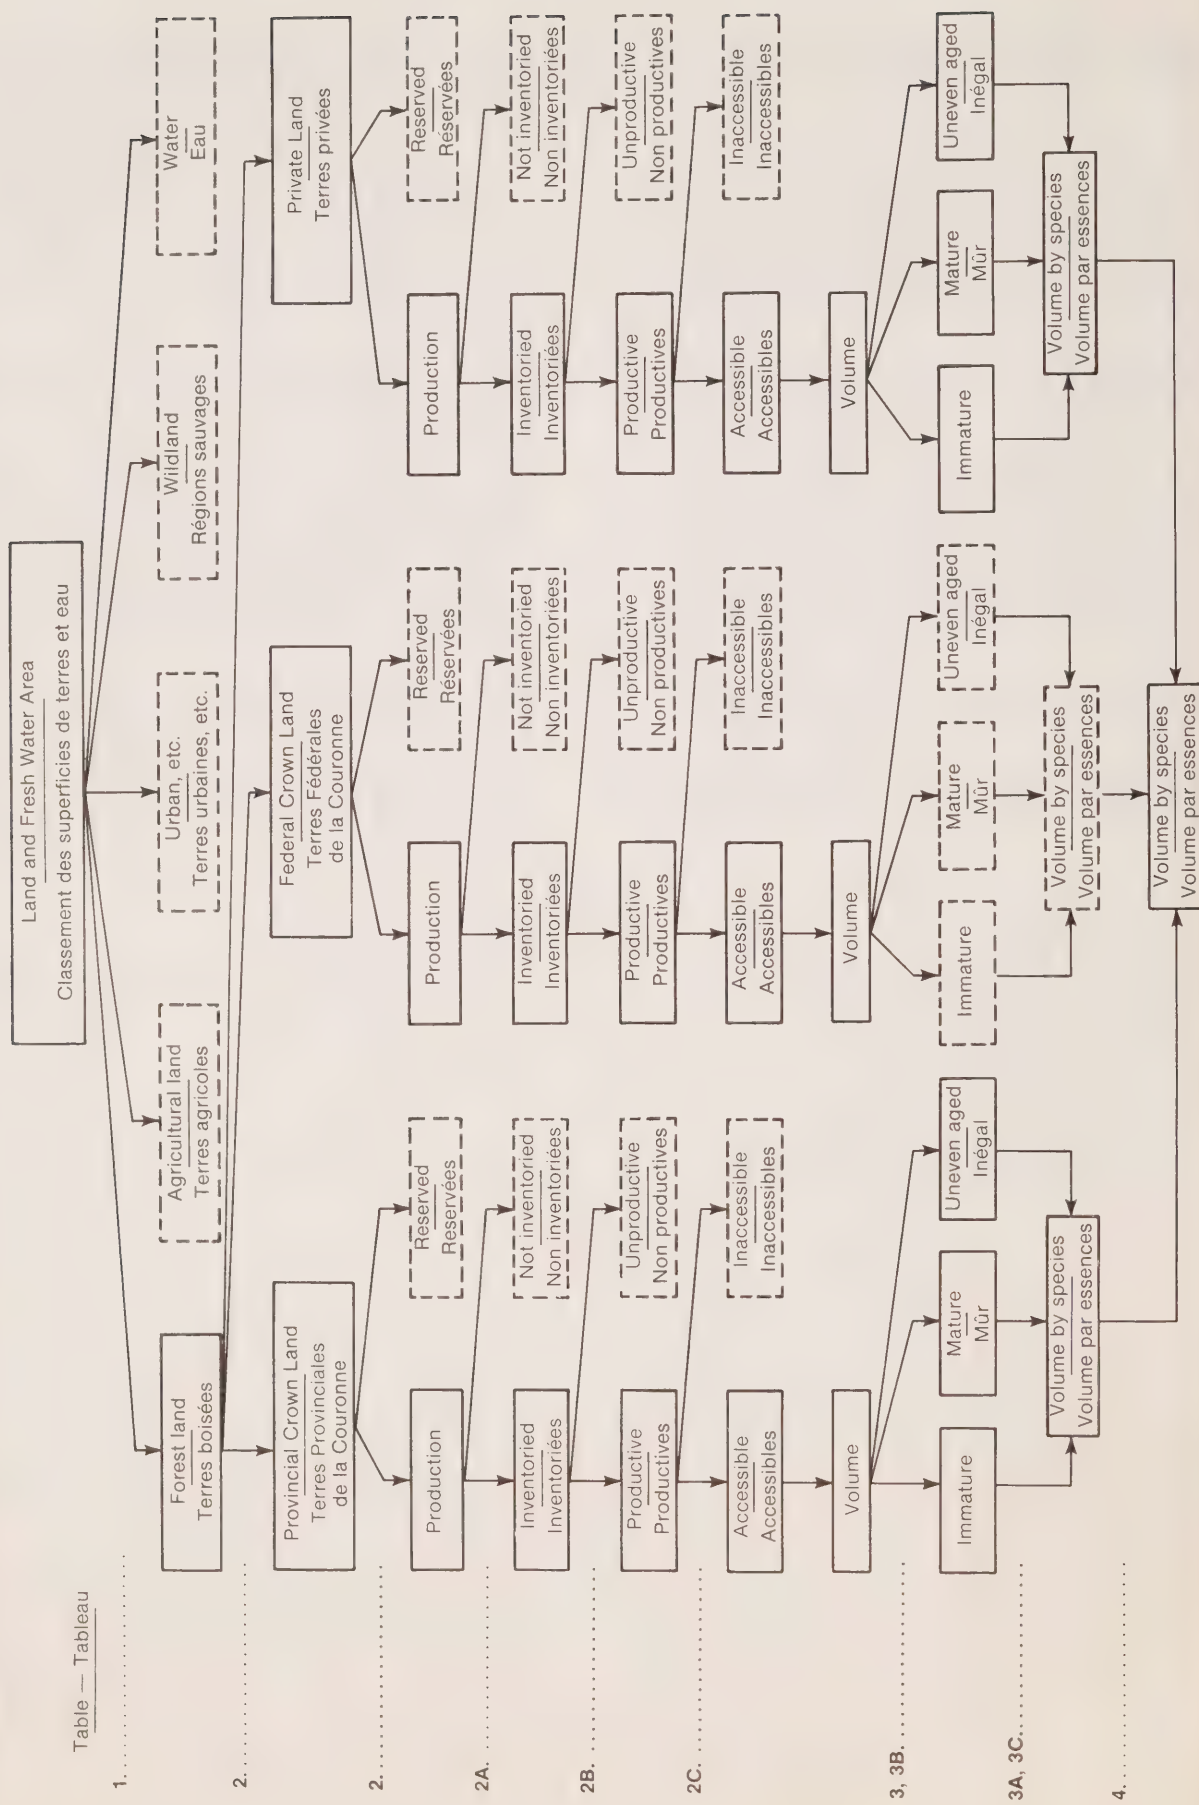 Table — Tableau
Land and Fresh Water Area
Classement des superficies de terres et eau
1.
Forest land
Terres boisées
Agricultural land
Terres agricoles
Urban, etc.
Terres urbaines, etc.
Wildland
Régions sauvages
Water
Eau
2.
Provincial Crown Land
Terres Provinciales
de la Couronne
Federal Crown Land
Terres Fédérales
de la Couronne
Private Land
Terres privées
2.
Production
Reserved
Reservées
Production
Reserved
Réservées
Production
Reserved
Réservées
2A.
Inventoried
Inventoriées
Not inventoried
Non inventoriées
Inventoried
Inventoriées
Not inventoried
Non inventoriées
Inventoried
Inventoriées
Not inventoried
Non inventoriées
2B.
Productive
Productives
Unproductive
Non productives
Productive
Productives
Unproductive
Non productives
Productive
Productives
Unproductive
Non productives
2C.
Accessible
Accessibles
Inaccessible
Inaccessibles
Accessible
Accessibles
Inaccessible
Inaccessibles
Accessible
Accessibles
Inaccessible
Inaccessibles
Volume
Volume
Volume
3, 3B.
Immature
Mature
Mûr
Uneven aged
Inégal
Immature
Mature
Mûr
Uneven aged
Inégal
Immature
Mature
Mûr
Uneven aged
Inégal
3A, 3C.
Volume by species
Volume par essences
Volume by species
Volume par essences
Volume by species
Volume par essences
4.
Volume by species
Volume par essences